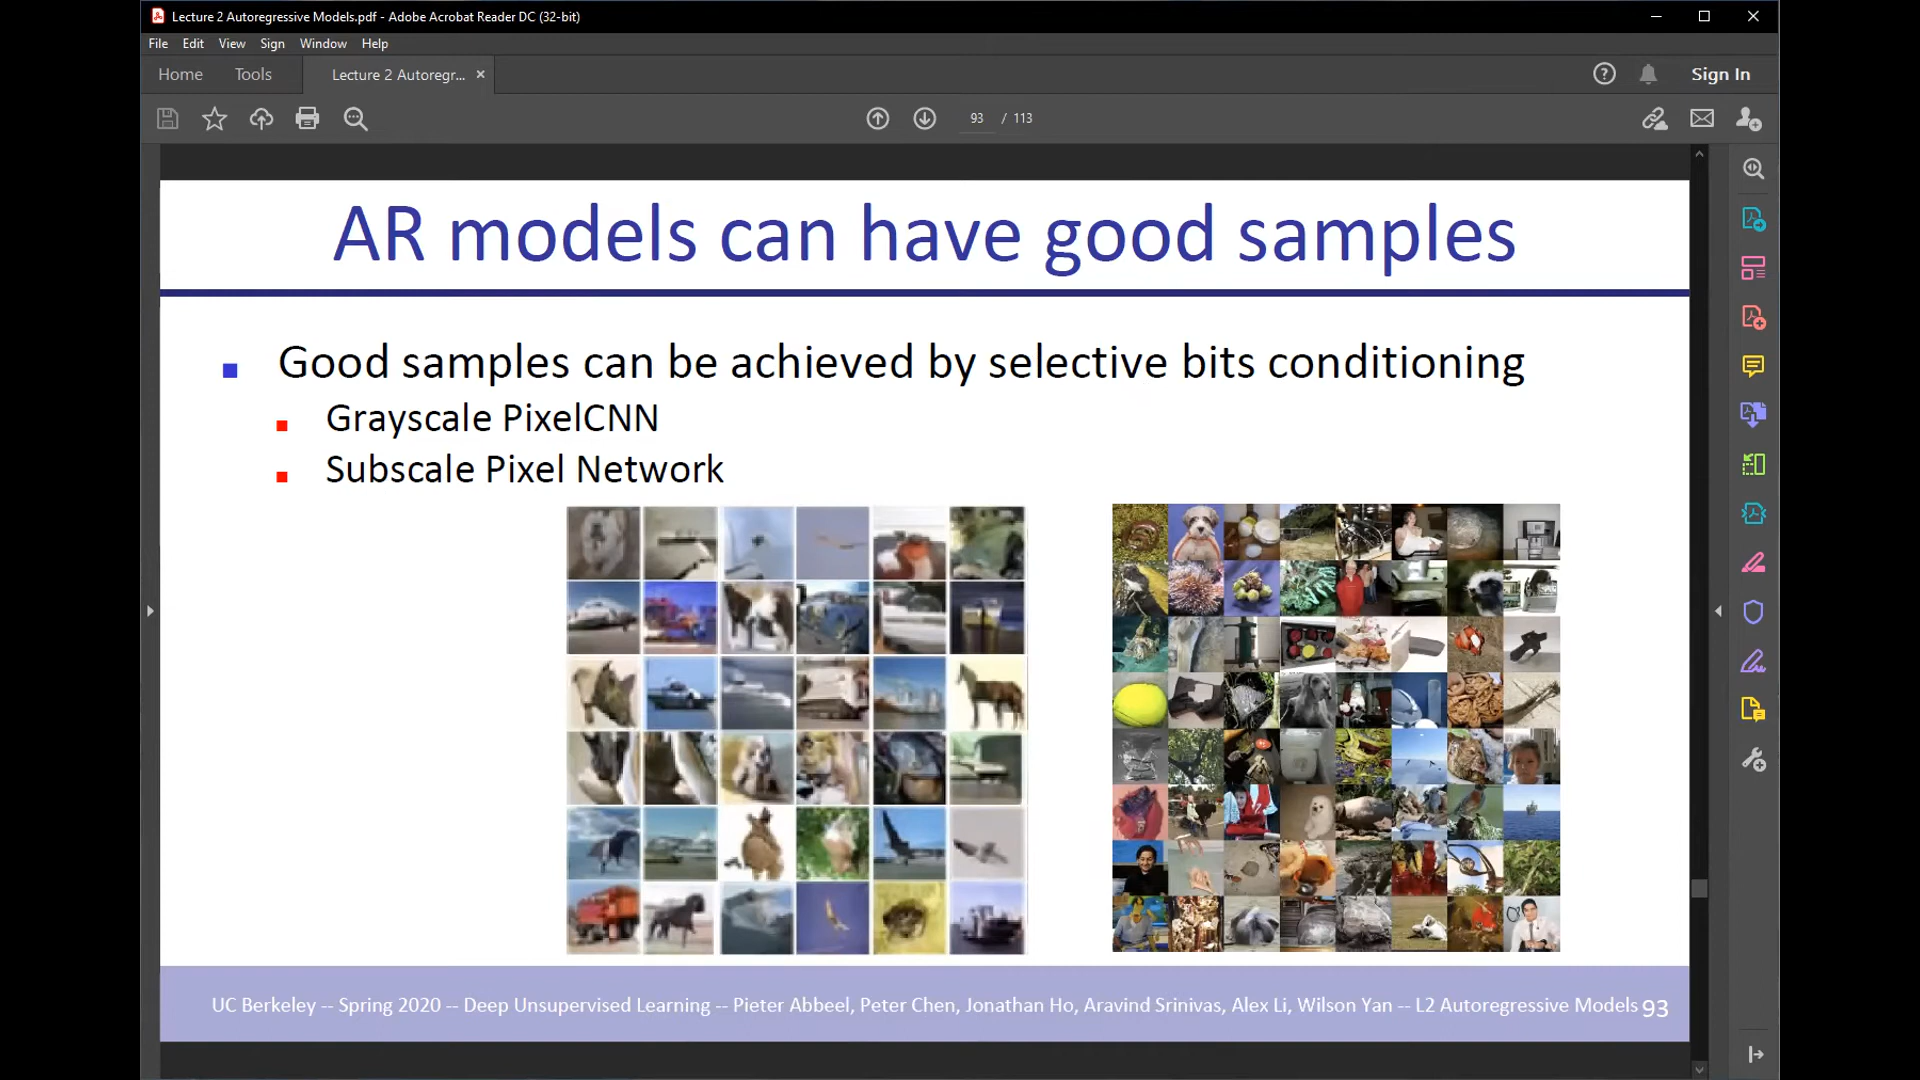 Lecture 2 Autoregressive Models.pdf - Adobe Acrobat Reader DC (32-bit)
File Edit View Sign Window Help
Home Tools Lecture 2 Autoregr... × Sign In
93 / 113
AR models can have good samples
Good samples can be achieved by selective bits conditioning
Grayscale PixelCNN
Subscale Pixel Network
UC Berkeley -- Spring 2020 -- Deep Unsupervised Learning -- Pieter Abbeel, Peter Chen, Jonathan Ho, Aravind Srinivas, Alex Li, Wilson Yan -- L2 Autoregressive Models 93